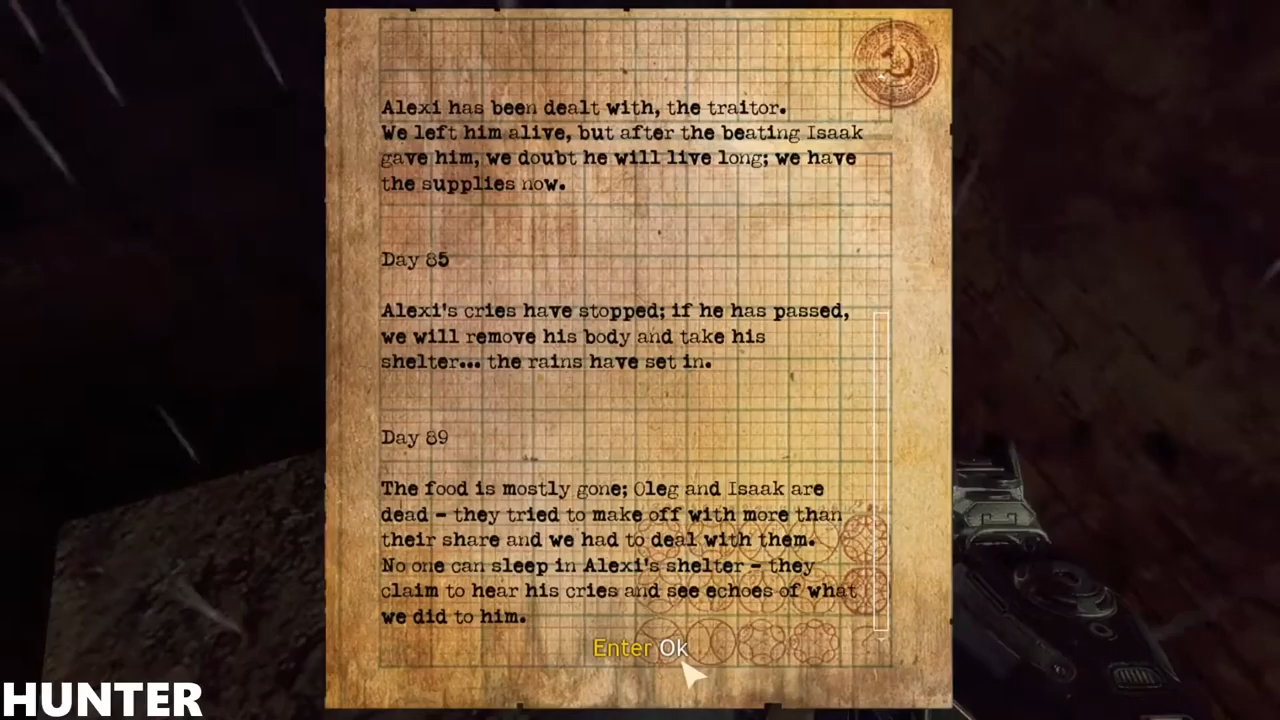 Alexi has been dealt with, the traitor.
We left him alive, but after the beating Isaak
gave him, we doubt he will live long; we have
the supplies now.
Day 85
Alexi's cries have stopped; if he has passed,
we will remove his body and take his
shelter... the rains have set in.
Day 89
The food is mostly gone; Oleg and Isaak are
dead - they tried to make off with more than
their share and we had to deal with them.
No one can sleep in Alexi's shelter - they
claim to hear his cries and see echoes of what
we did to him.
Enter Ok
HUNTER